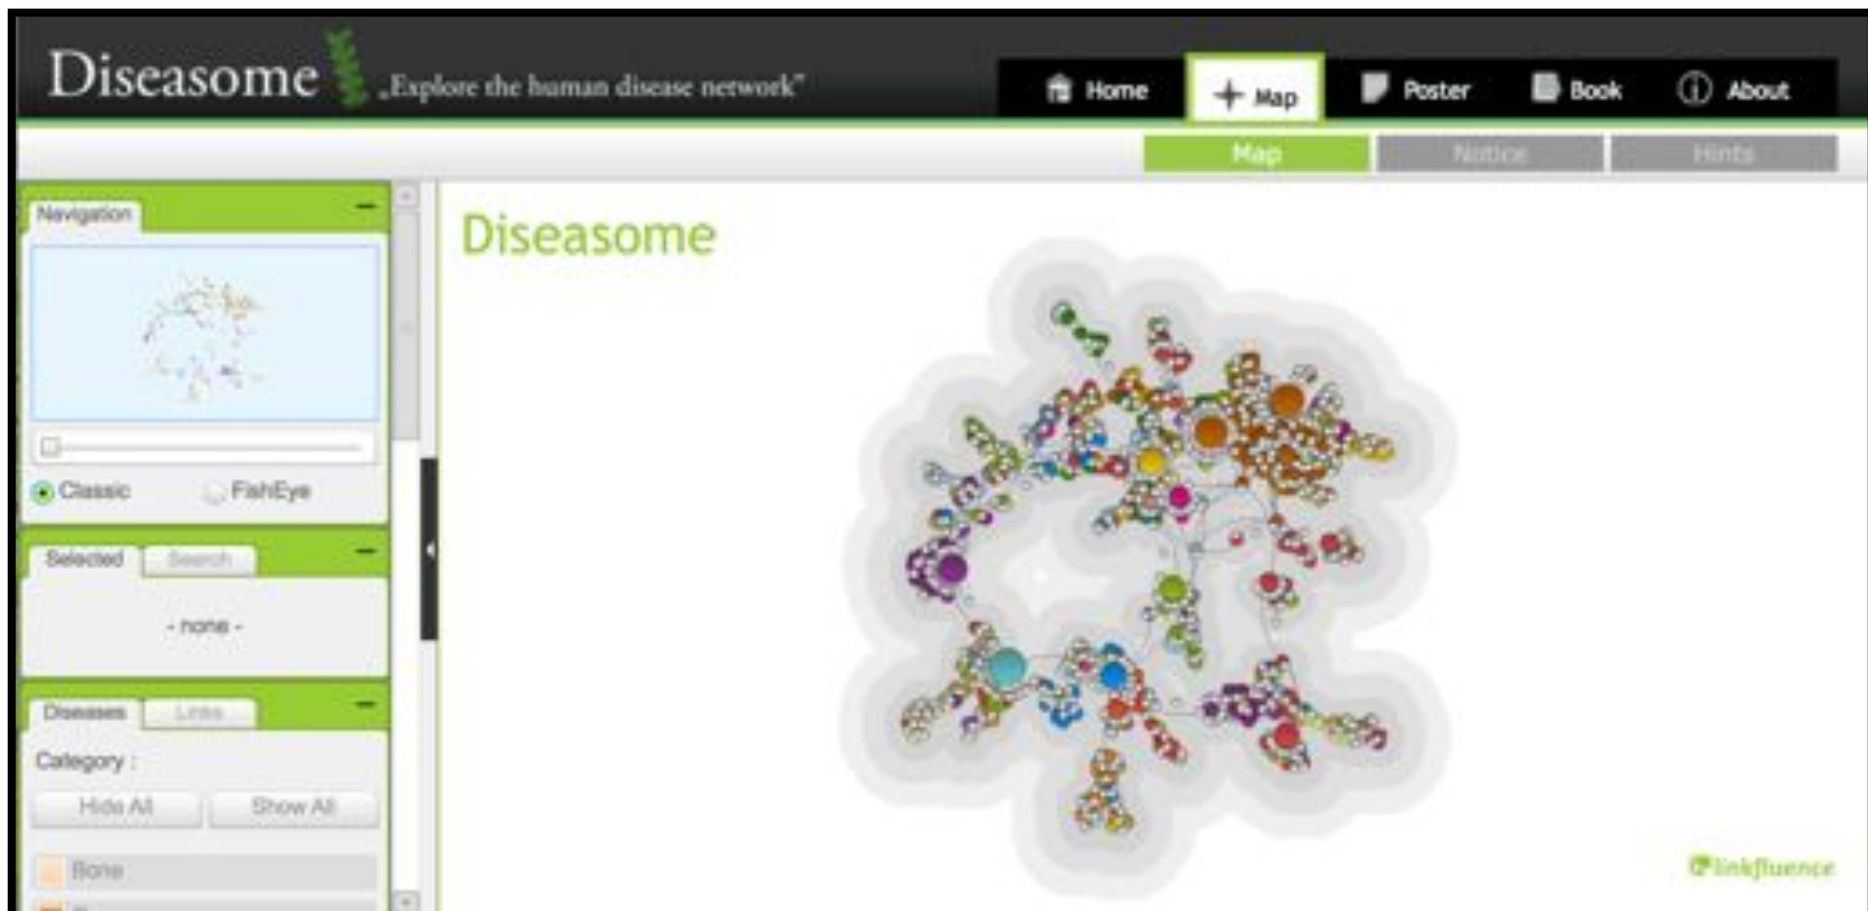 Diseasome „Explore the human disease network”
Home Map Poster Book About
Map Notice Hints
Navigation
Diseasome
Classic FishEye
Selected Search
- none -
Diseases Links
Category :
Hide All Show All
Bone
linkfluence